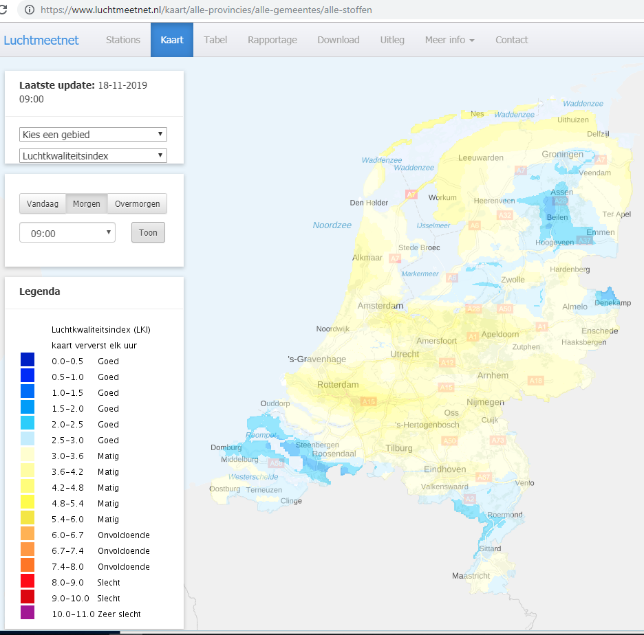 https://www.luchtmeetnet.nl/kaart/alle-provincies/alle-gemeentes/alle-stoffen
Luchtmeetnet Stations Kaart Tabel Rapportage Download Uitleg Meer info Contact
Laatste update: 18-11-2019
09:00
Kies een gebied
Luchtkwaliteitsindex
Vandaag Morgen Overmorgen
09:00 Toon
Legenda
Luchtkwaliteitsindex (LKI)
kaart ververst elk uur
0.0-0.5 Goed
0.5-1.0 Goed
1.0-1.5 Goed
1.5-2.0 Goed
2.0-2.5 Goed
2.5-3.0 Goed
3.0-3.6 Matig
3.6-4.2 Matig
4.2-4.8 Matig
4.8-5.4 Matig
5.4-6.0 Matig
6.0-6.7 Onvoldoende
6.7-7.4 Onvoldoende
7.4-8.0 Onvoldoende
8.0-9.0 Slecht
9.0-10.0 Slecht
10.0-11.0 Zeer slecht
Waddenzee
Nes Waddenzee
Uithuizen
Delfzijl
Waddenzee
Leeuwarden Groningen
Waddenzee
A7
Veendam
A7
Assen
Den Helder Workum Heerenveen
Beilen Ter Apel
Noordzee IJsselmeer
Emmen
Stede Broec Hoogeveen
Alkmaar
Hardenberg
Markermeer
Zwolle
Denekamp
Amsterdam Almelo
Noordwijk Apeldoorn A1 Enschede
Amersfoort Haaksbergen
Zutphen
's-Gravenhage Utrecht
Arnhem
Rotterdam
Nijmegen
Ouddorp Oss
Cuijk
's-Hertogenbosch
Steenbergen
Domburg Roosendaal Tilburg
Middelburg
Eindhoven
Westerschelde
Oostburg Terneuzen Valkenswaard Venlo
Clinge
Roermond
Sittard
Maastricht